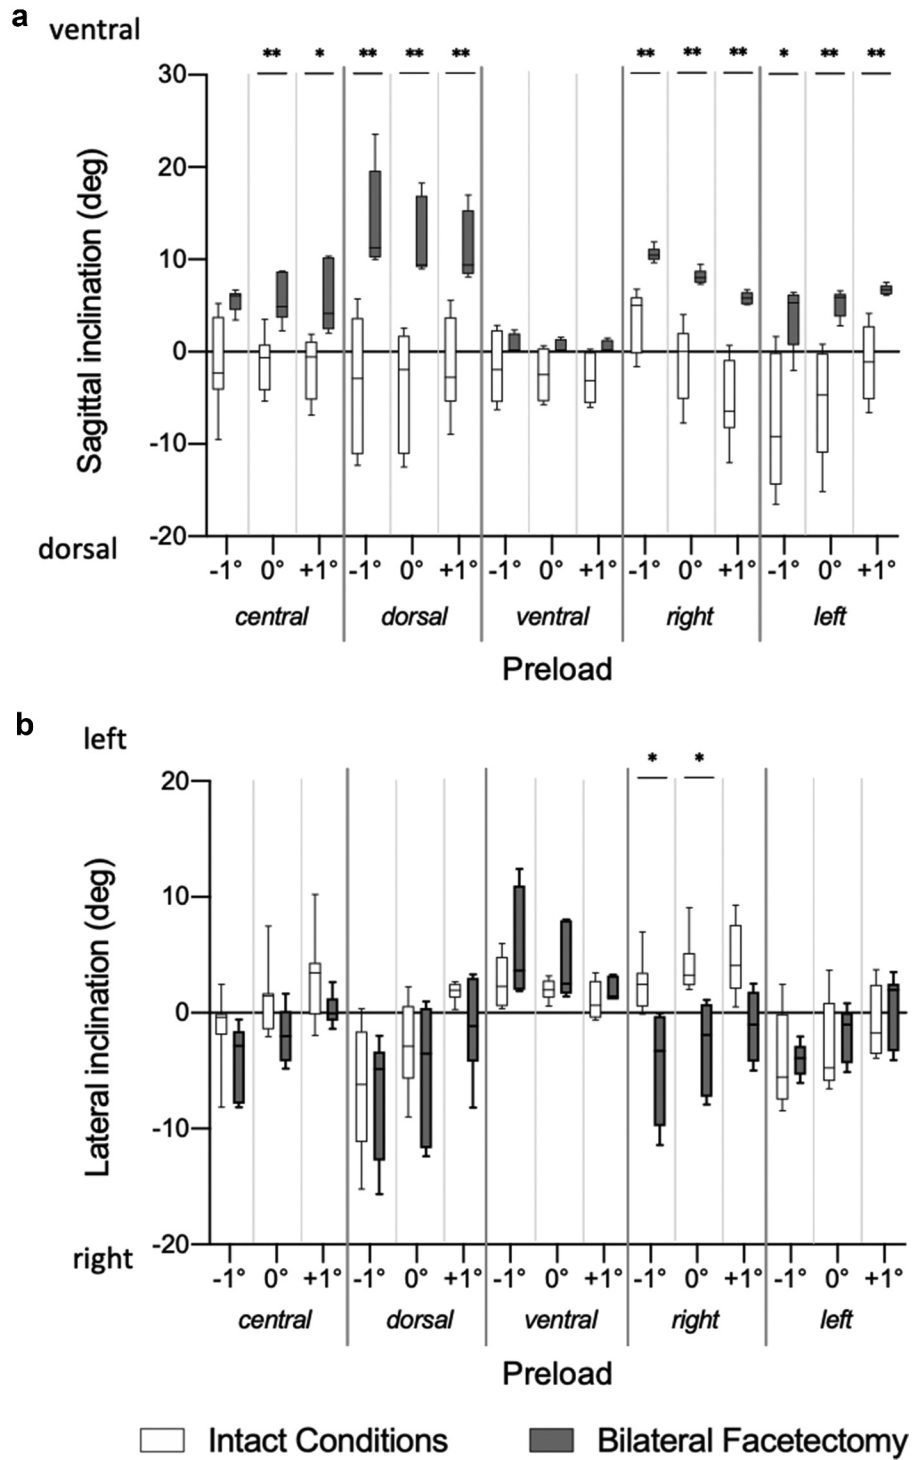 a
ventral
** * ** ** ** ** ** ** * ** **
30
20
10
0
-10
-20
Sagittal inclination (deg)
dorsal
-1° 0° +1° -1° 0° +1° -1° 0° +1° -1° 0° +1° -1° 0° +1°
central dorsal ventral right left
Preload
b
left
* *
20
10
0
-10
-20
Lateral inclination (deg)
right
-1° 0° +1° -1° 0° +1° -1° 0° +1° -1° 0° +1° -1° 0° +1°
central dorsal ventral right left
Preload
Intact Conditions Bilateral Facetectomy